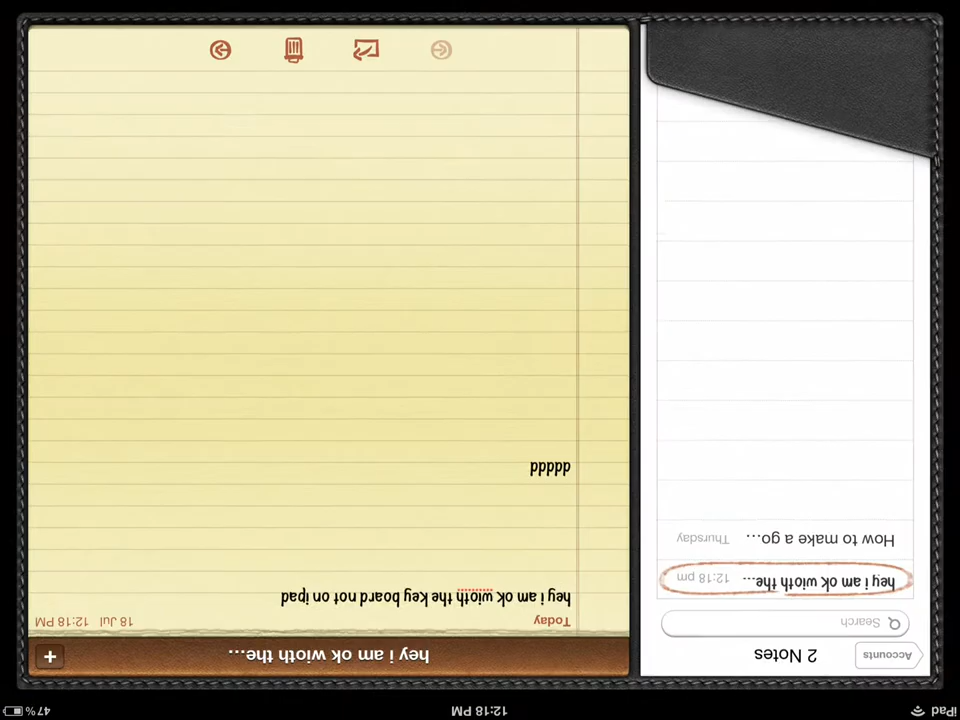 iPad 12:18 PM 47%
Accounts 2 Notes
Search
hey i am ok wioth the... 12:18 pm
How to make a go... Thursday
hey i am ok wioth the...
+
Today 18 Jul 12:18 PM
hey i am ok wioth the key board not on ipad
ddddd